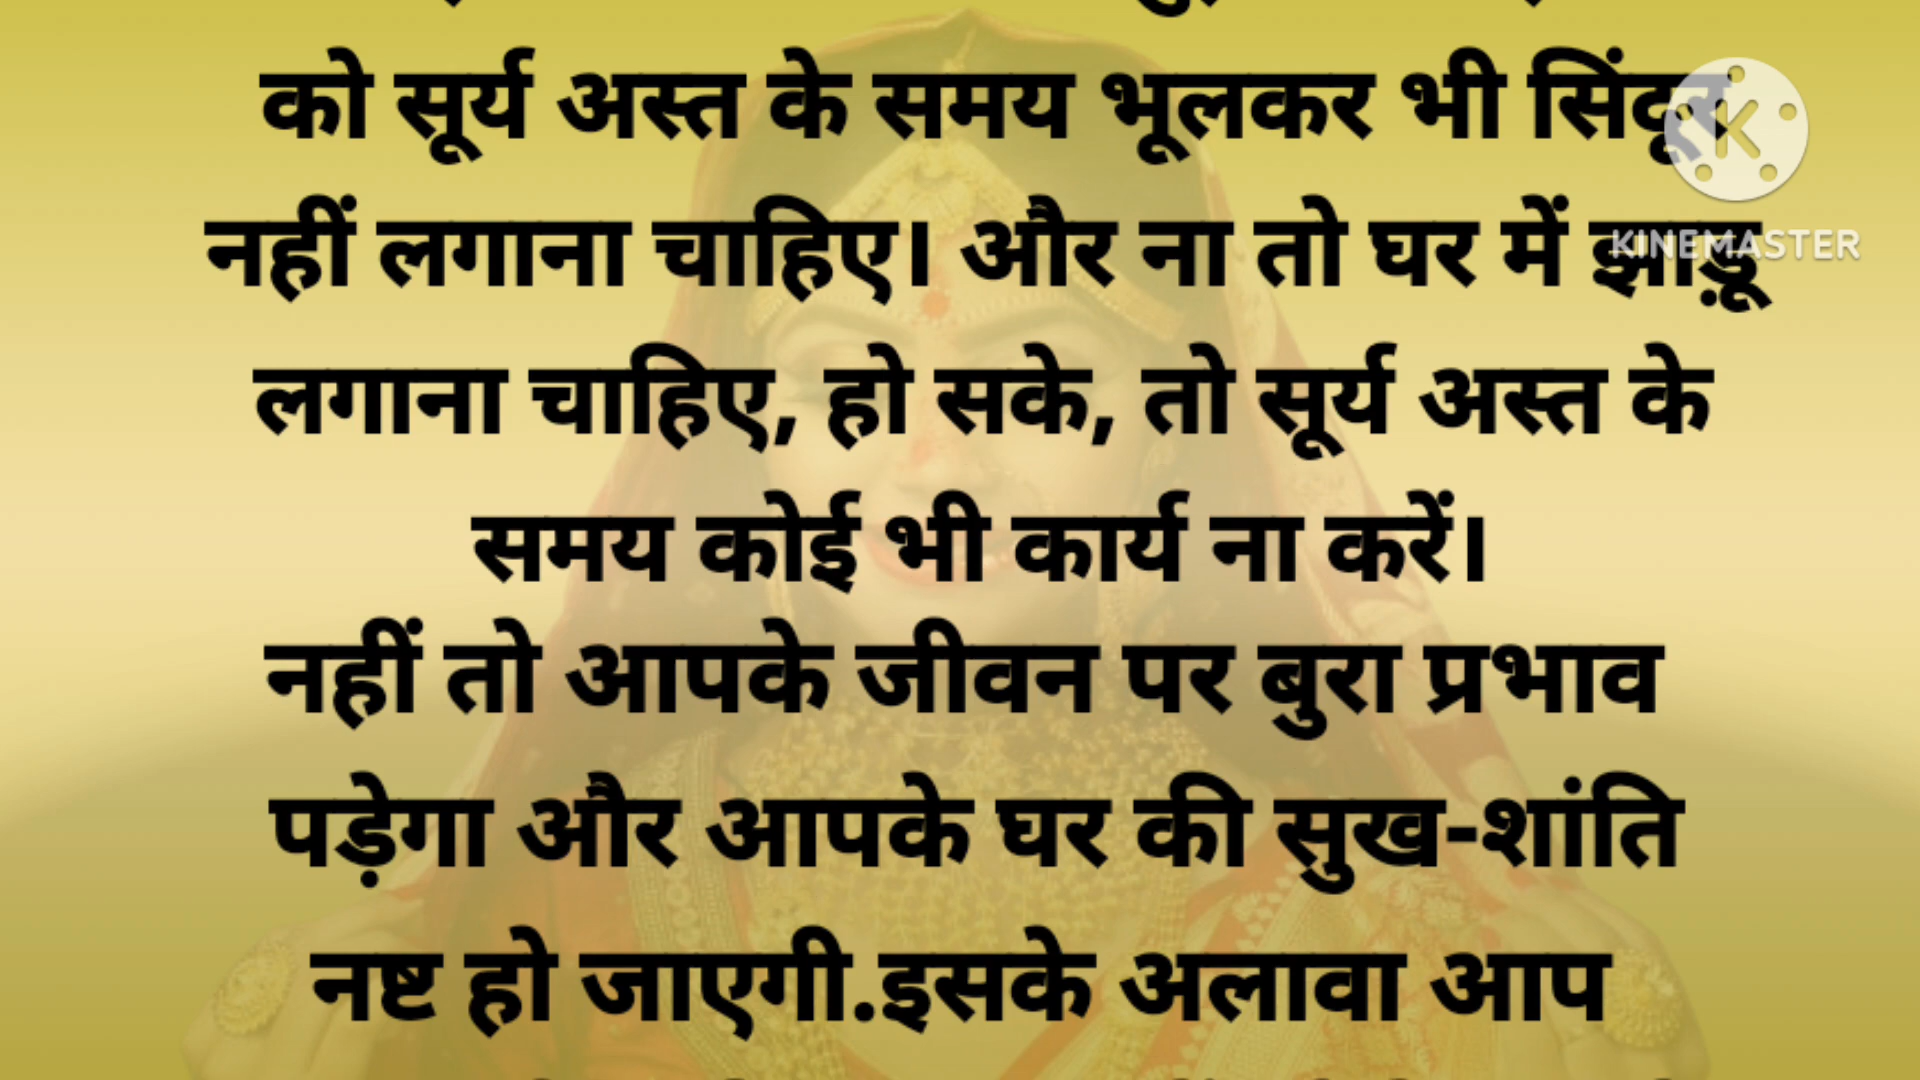 को सूर्य अस्त के समय भूलकर भी सिंदूर
नहीं लगाना चाहिए। और ना तो घर में झाड़ू
KINEMASTER
लगाना चाहिए, हो सके, तो सूर्य अस्त के
समय कोई भी कार्य ना करें।
नहीं तो आपके जीवन पर बुरा प्रभाव
पड़ेगा और आपके घर की सुख-शांति
नष्ट हो जाएगी.इसके अलावा आप